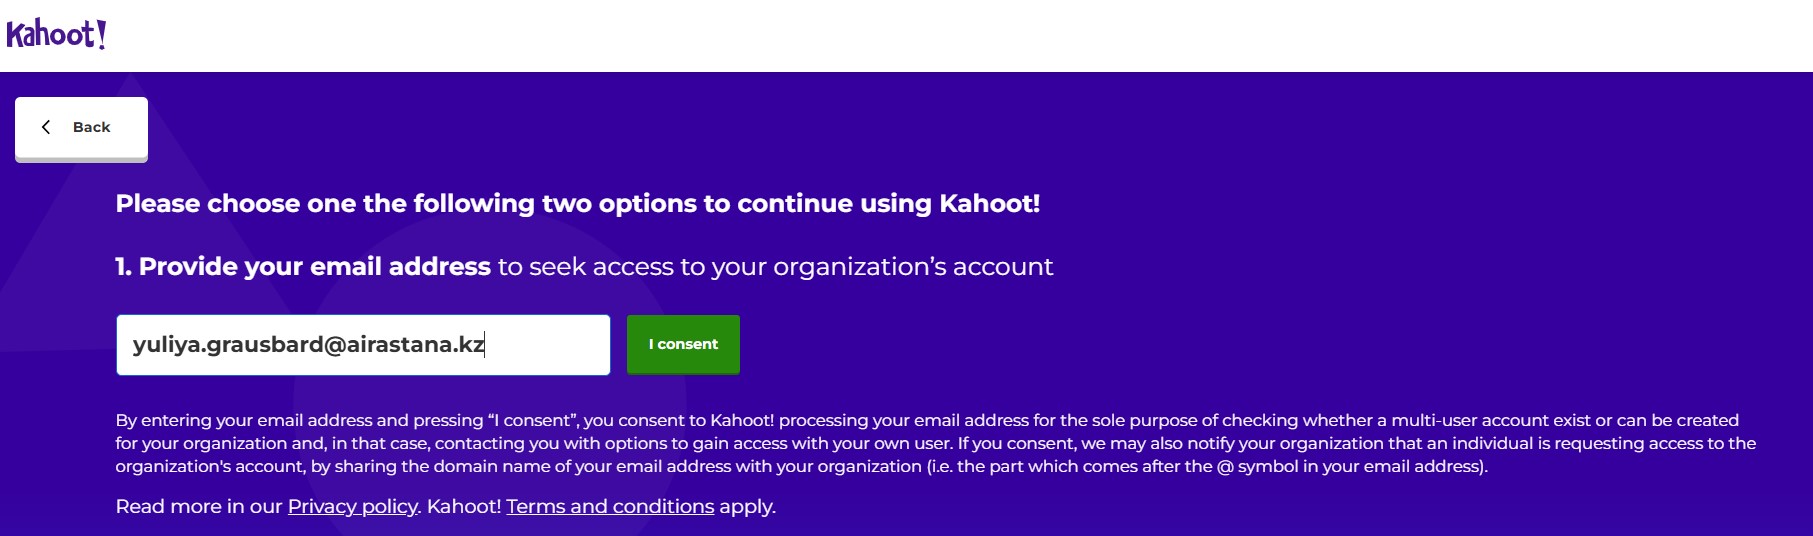 Kahoot!
Back
Please choose one the following two options to continue using Kahoot!
1. Provide your email address to seek access to your organization’s account
yuliya.grausbard@airastana.kz
I consent
By entering your email address and pressing “I consent”, you consent to Kahoot! processing your email address for the sole purpose of checking whether a multi-user account exist or can be created
for your organization and, in that case, contacting you with options to gain access with your own user. If you consent, we may also notify your organization that an individual is requesting access to the
organization's account, by sharing the domain name of your email address with your organization (i.e. the part which comes after the @ symbol in your email address).
Read more in our Privacy policy. Kahoot! Terms and conditions apply.